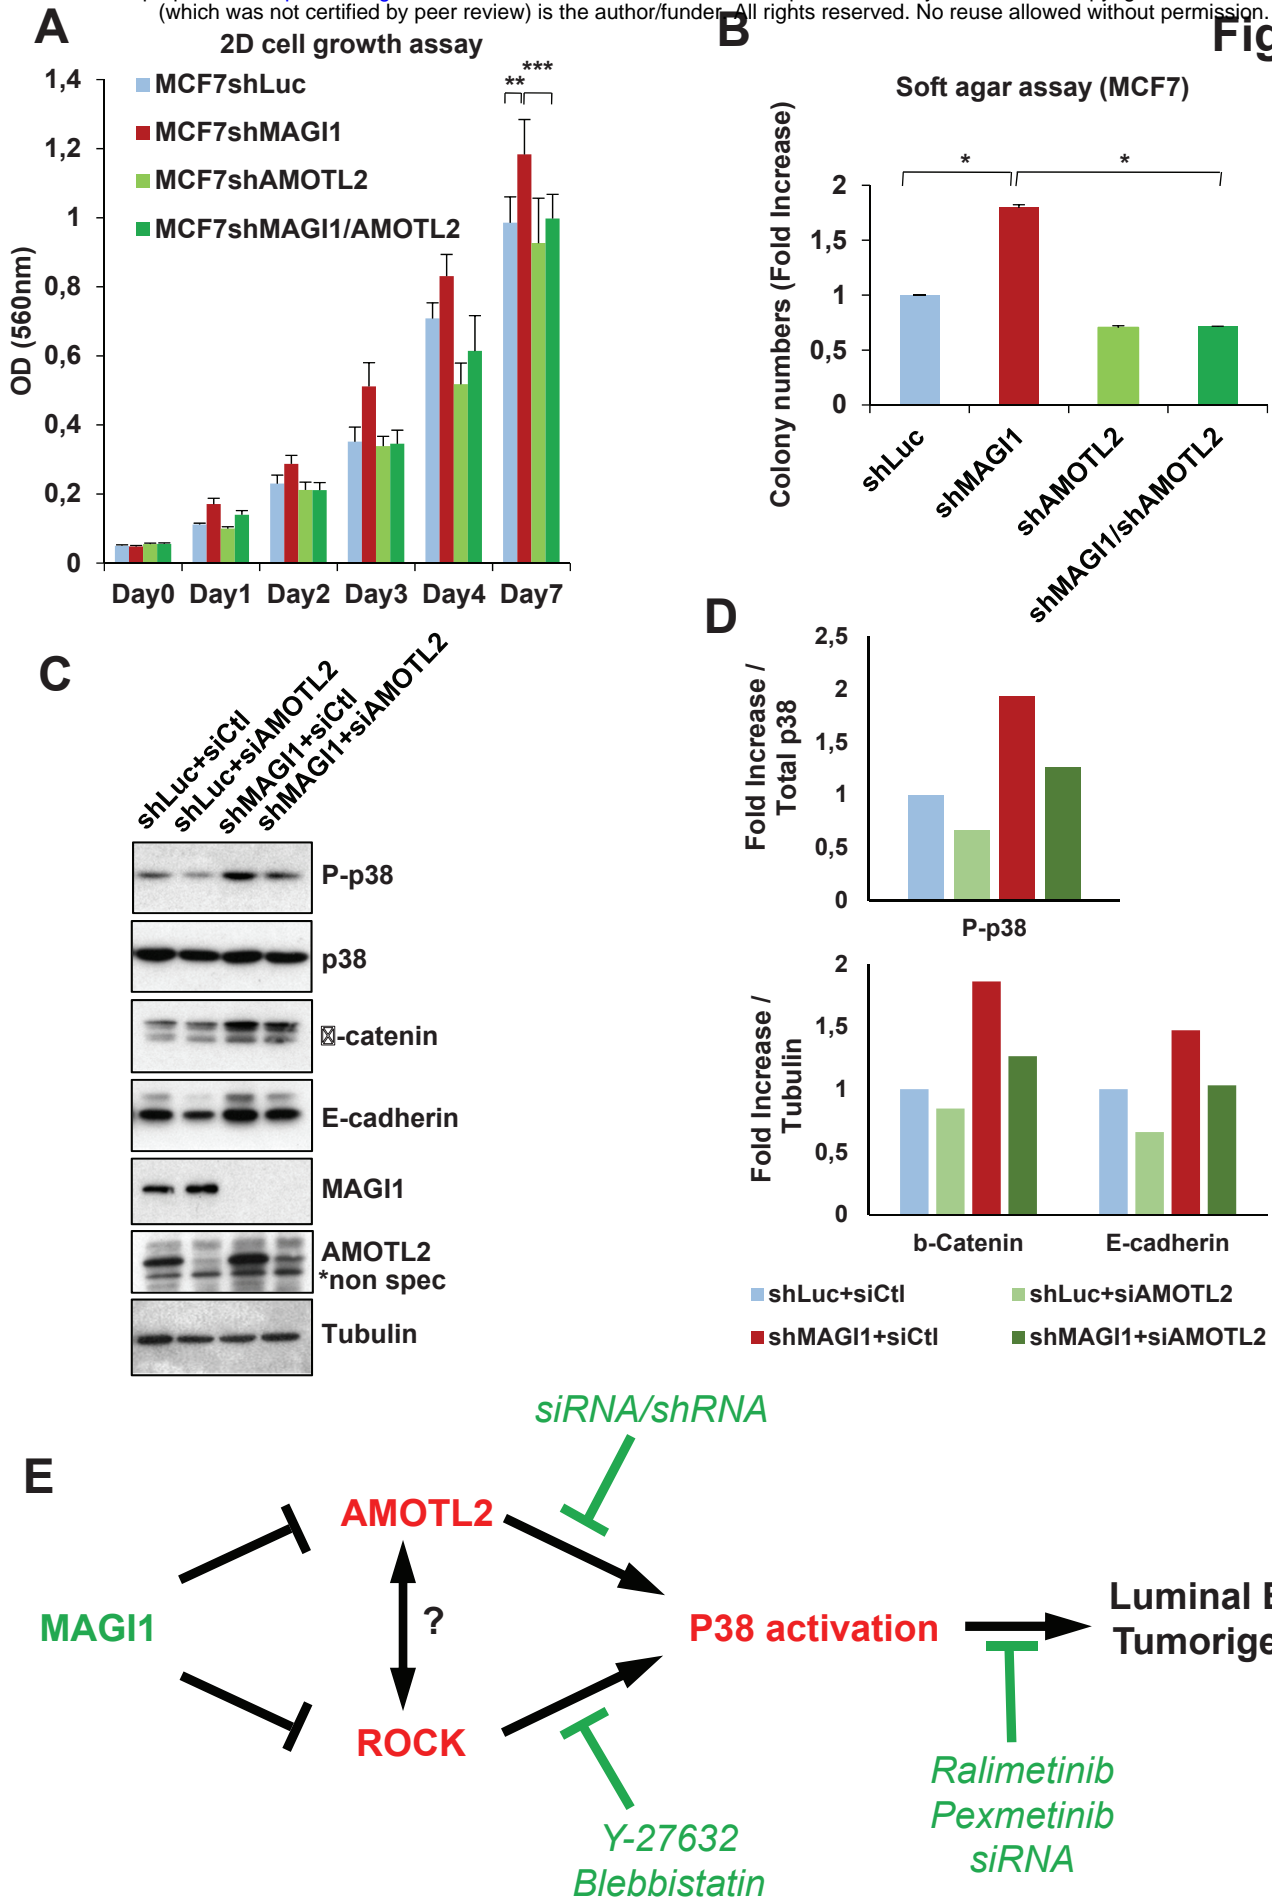 (which was not certified by peer review) is the author/funder. All rights reserved. No reuse allowed without permission.
Fig
A
2D cell growth assay
MCF7shLuc
MCF7shMAGI1
MCF7shAMOTL2
MCF7shMAGI1/AMOTL2
** ***
OD (560nm)
1,4
1,2
1
0,8
0,6
0,4
0,2
0
Day0 Day1 Day2 Day3 Day4 Day7
B
Soft agar assay (MCF7)
Colony numbers (Fold Increase)
* *
2
1,5
1
0,5
0
shLuc
shMAGI1
shAMOTL2
shMAGI1/shAMOTL2
C
shLuc+siCtl
shLuc+siAMOTL2
shMAGI1+siCtl
shMAGI1+siAMOTL2
P-p38
p38
-catenin
E-cadherin
MAGI1
AMOTL2
*non spec
Tubulin
D
Fold Increase /
Total p38
2,5
2
1,5
1
0,5
0
P-p38
Fold Increase /
Tubulin
2
1,5
1
0,5
0
b-Catenin E-cadherin
shLuc+siCtl shLuc+siAMOTL2
shMAGI1+siCtl shMAGI1+siAMOTL2
E
siRNA/shRNA
AMOTL2
MAGI1
?
P38 activation
Luminal
Tumorige
ROCK
Ralimetinib
Pexmetinib
siRNA
Y-27632
Blebbistatin